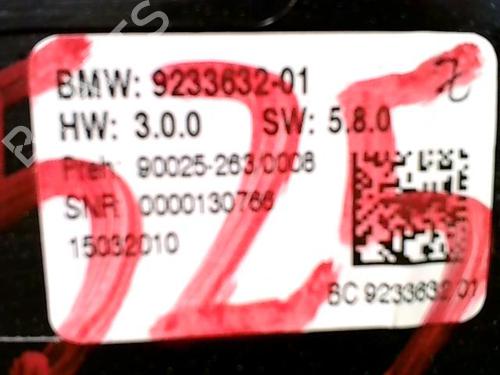 BMW: 9233632-01 Z
HW: 3.0.0 SW: 5.8.0
Preh: 90025-263/0008
SNR: 0000130766
15032010
BC 9233632 01
525